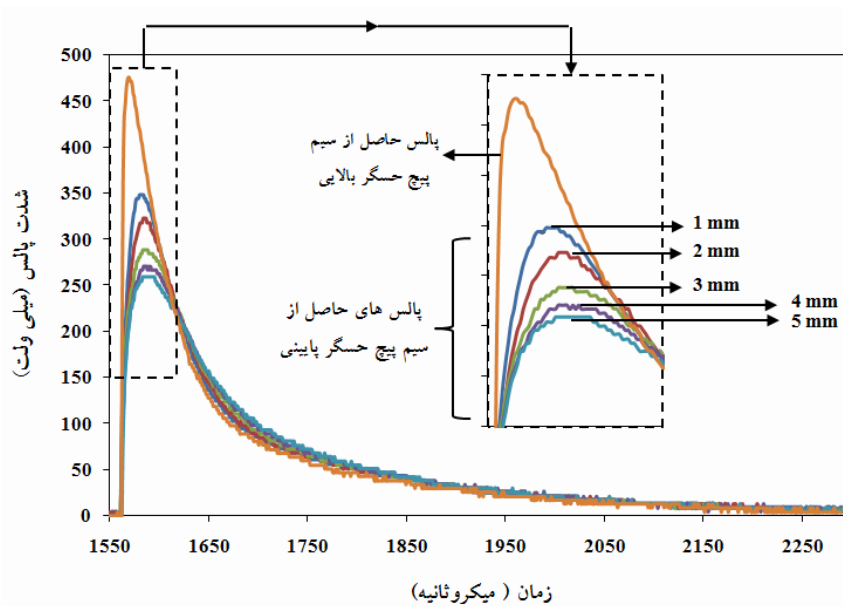 500
450
400
350
300
250
200
150
100
50
0
شدت پالس (میلی ولت)
1550
1650
1750
1850
1950
2050
2150
2250
زمان ( میکروثانیه)
پالس حاصل از سیم
پیچ حسگر بالایی
پالس های حاصل از
سیم پیچ حسگر پایینی
1 mm
2 mm
3 mm
4 mm
5 mm